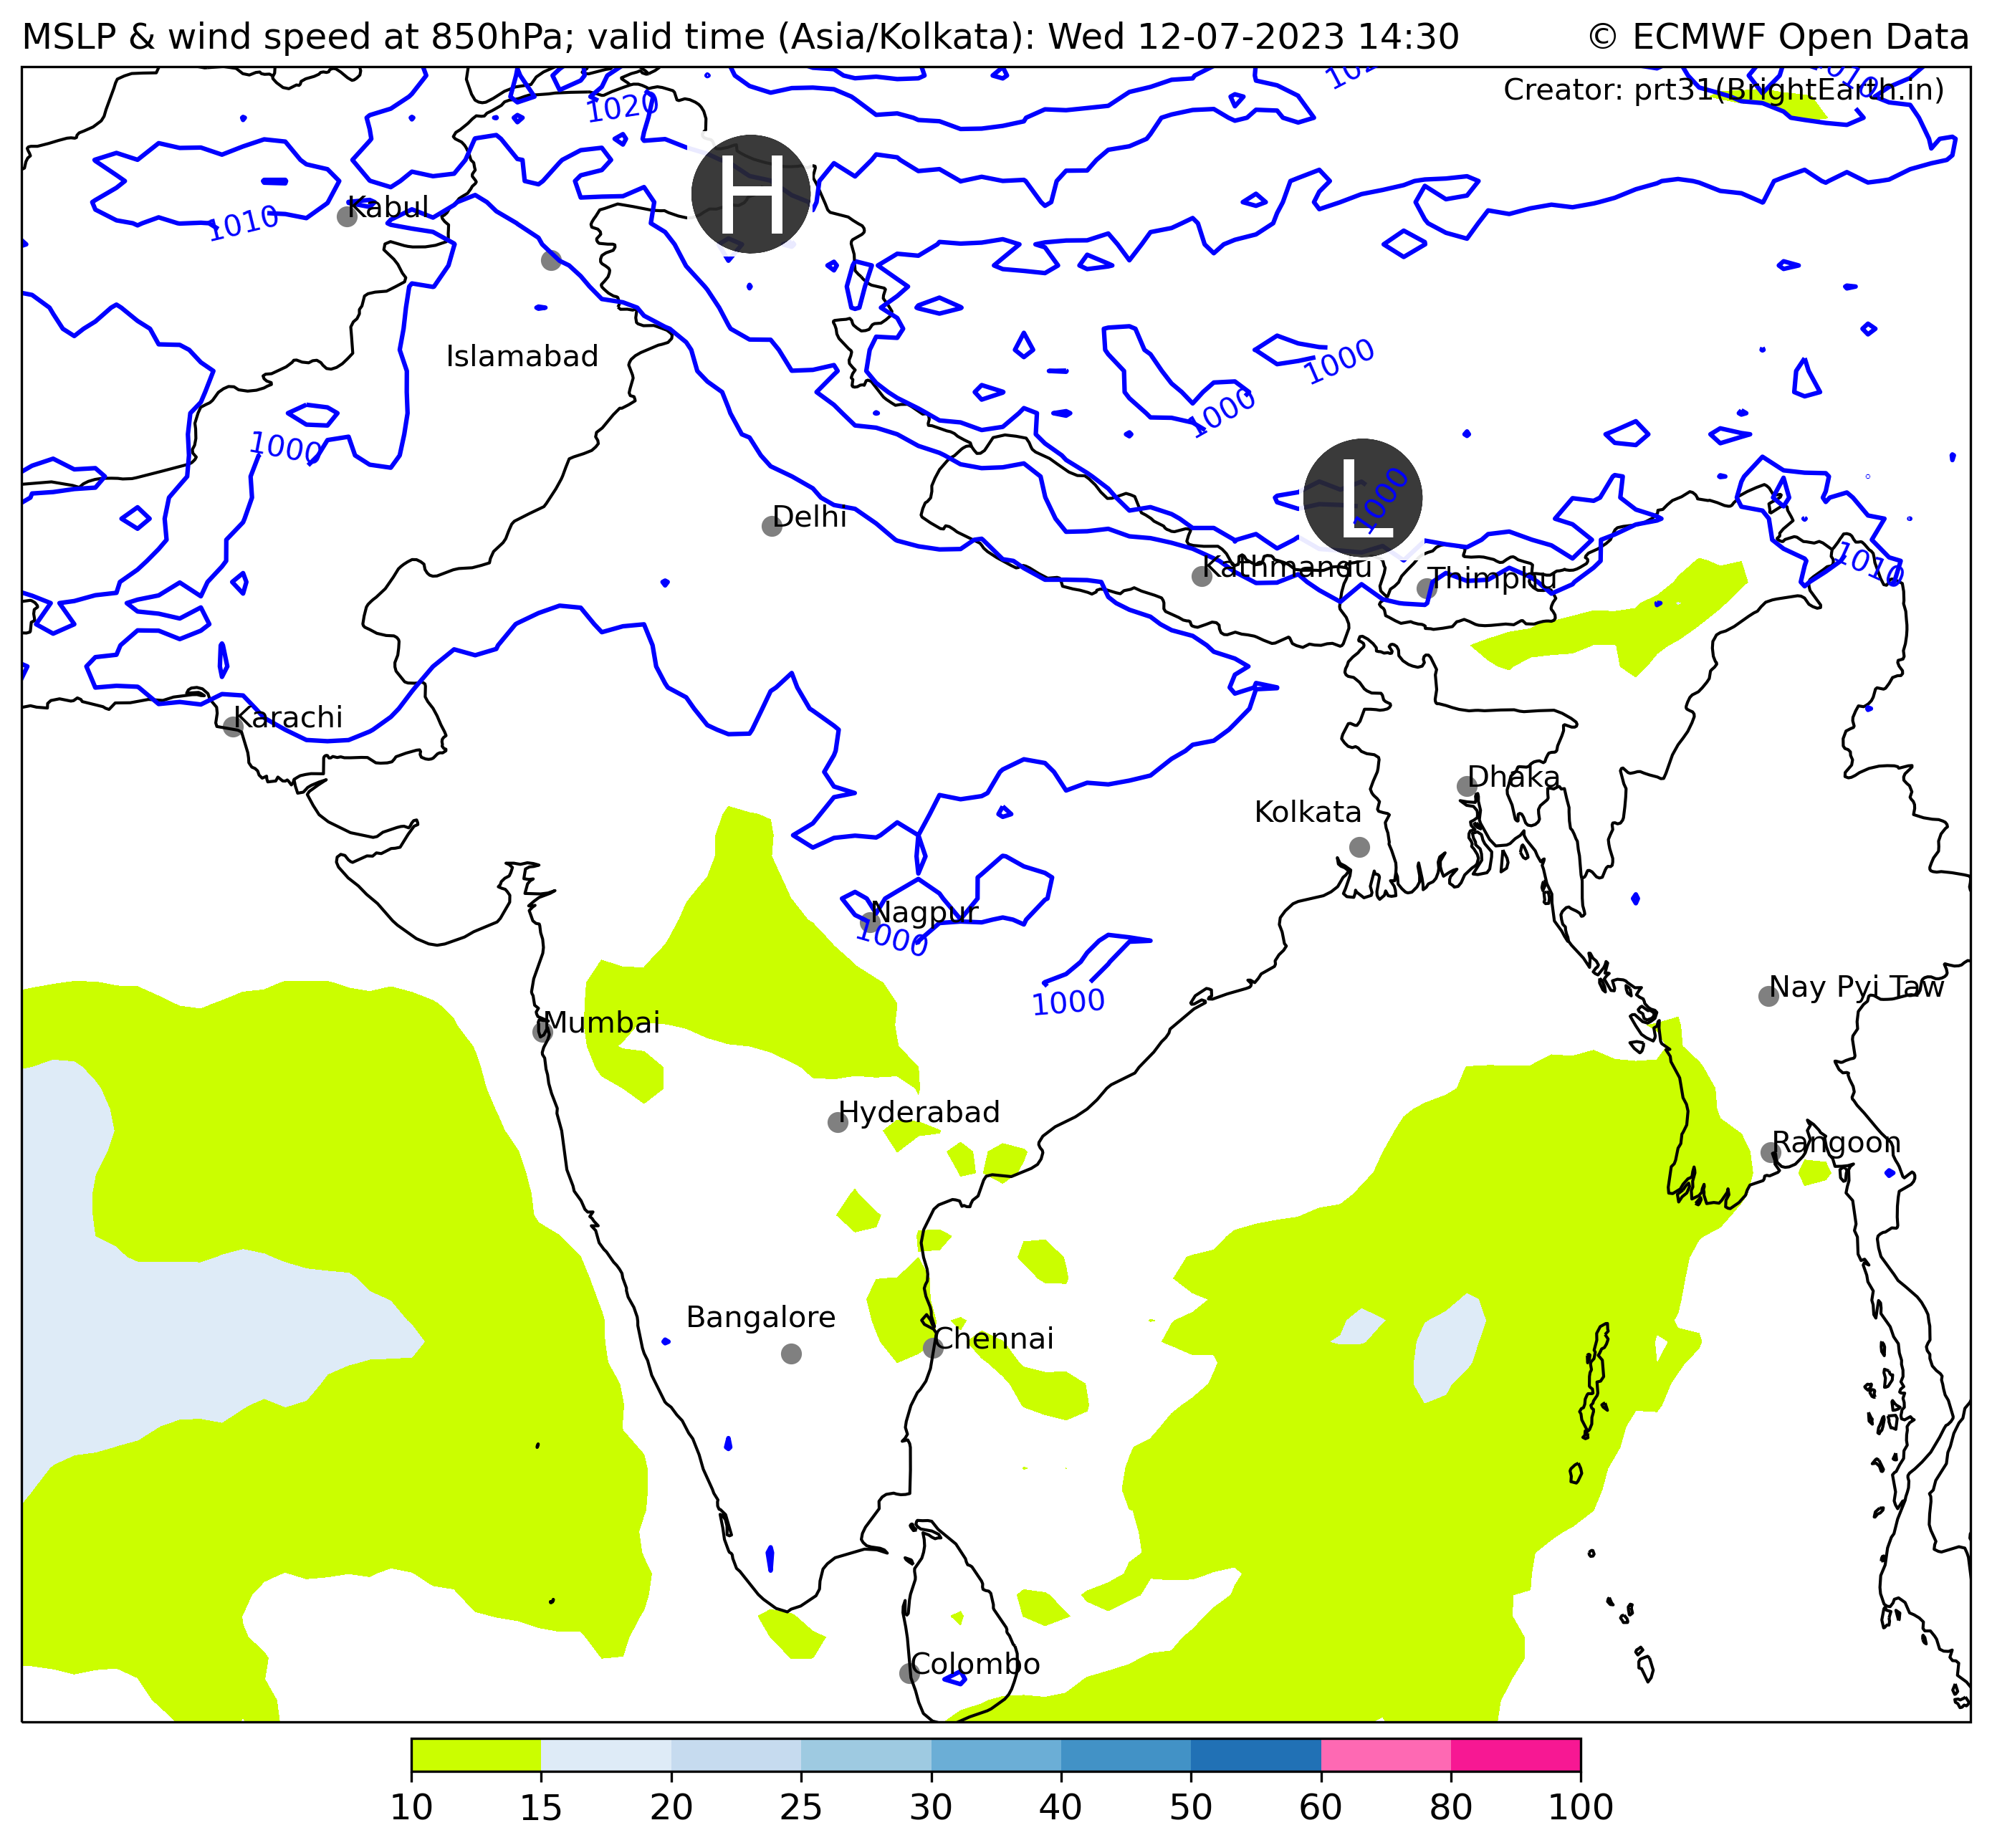 MSLP & wind speed at 850hPa; valid time (Asia/Kolkata): Wed 12-07-2023 14:30
© ECMWF Open Data
Creator: prt31(BrightEarth.in)
1010
1020
H
Kabul
1010
Islamabad
1000
1000
1000
L
1000
Delhi
Kathmandu
Thimphu
1010
Karachi
Dhaka
Kolkata
Nagpur
1000
1000
Nay Pyi Taw
Mumbai
Hyderabad
Rangoon
Bangalore
Chennai
Colombo
10 15 20 25 30 40 50 60 80 100